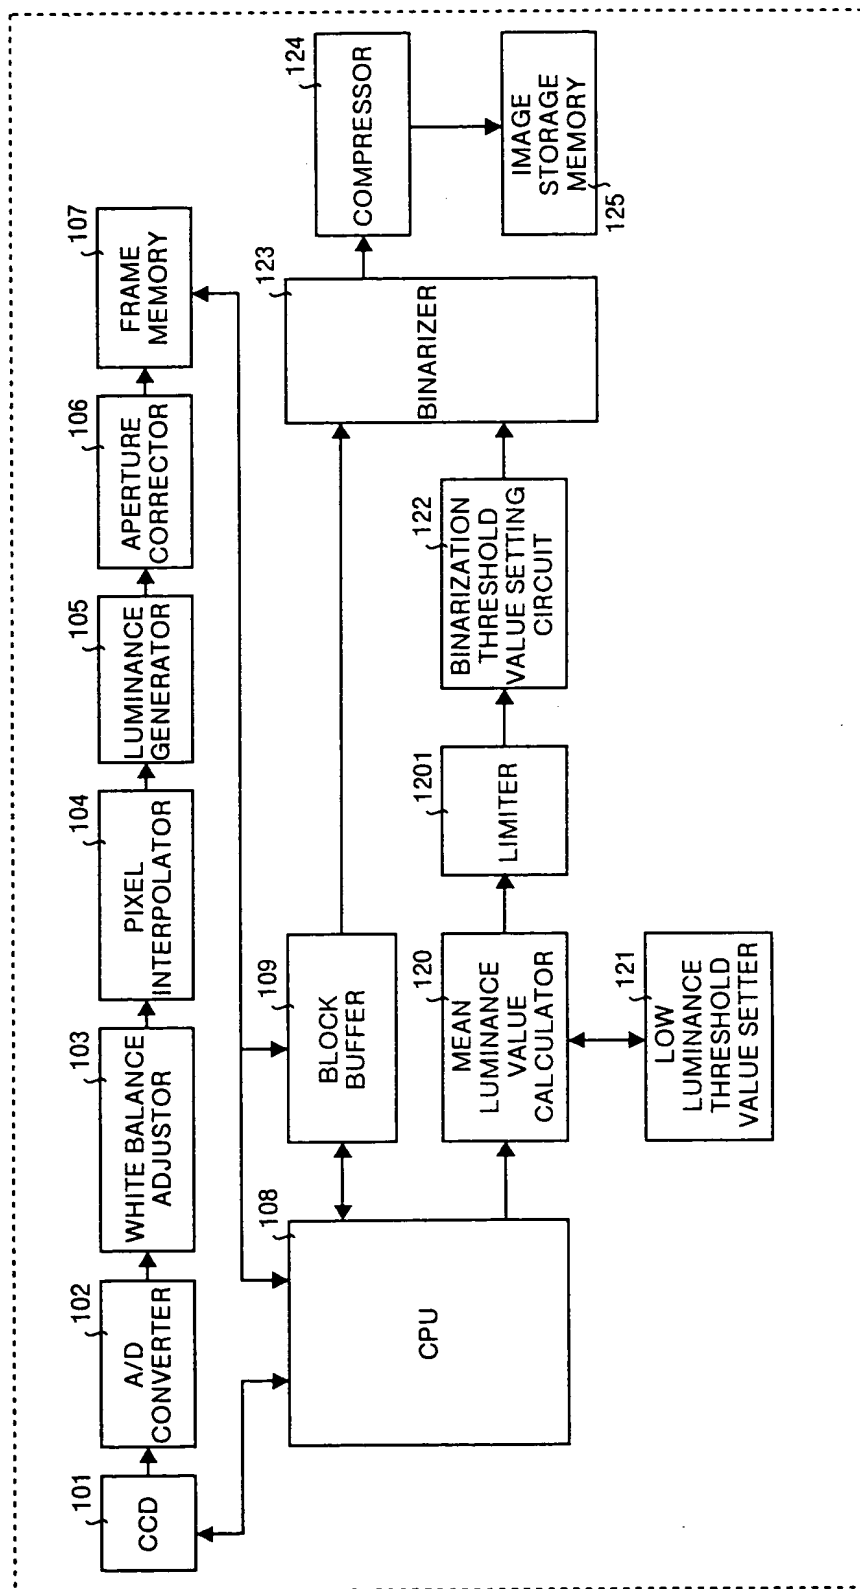 101
CCD
102
A/D
CONVERTER
103
WHITE BALANCE
ADJUSTOR
104
PIXEL
INTERPOLATOR
105
LUMINANCE
GENERATOR
106
APERTURE
CORRECTOR
107
FRAME
MEMORY
108
CPU
109
BLOCK
BUFFER
120
MEAN
LUMINANCE
VALUE
CALCULATOR
121
LOW
LUMINANCE
THRESHOLD
VALUE SETTER
1201
LIMITER
122
BINARIZATION
THRESHOLD
VALUE SETTING
CIRCUIT
123
BINARIZER
124
COMPRESSOR
IMAGE
STORAGE
MEMORY
125